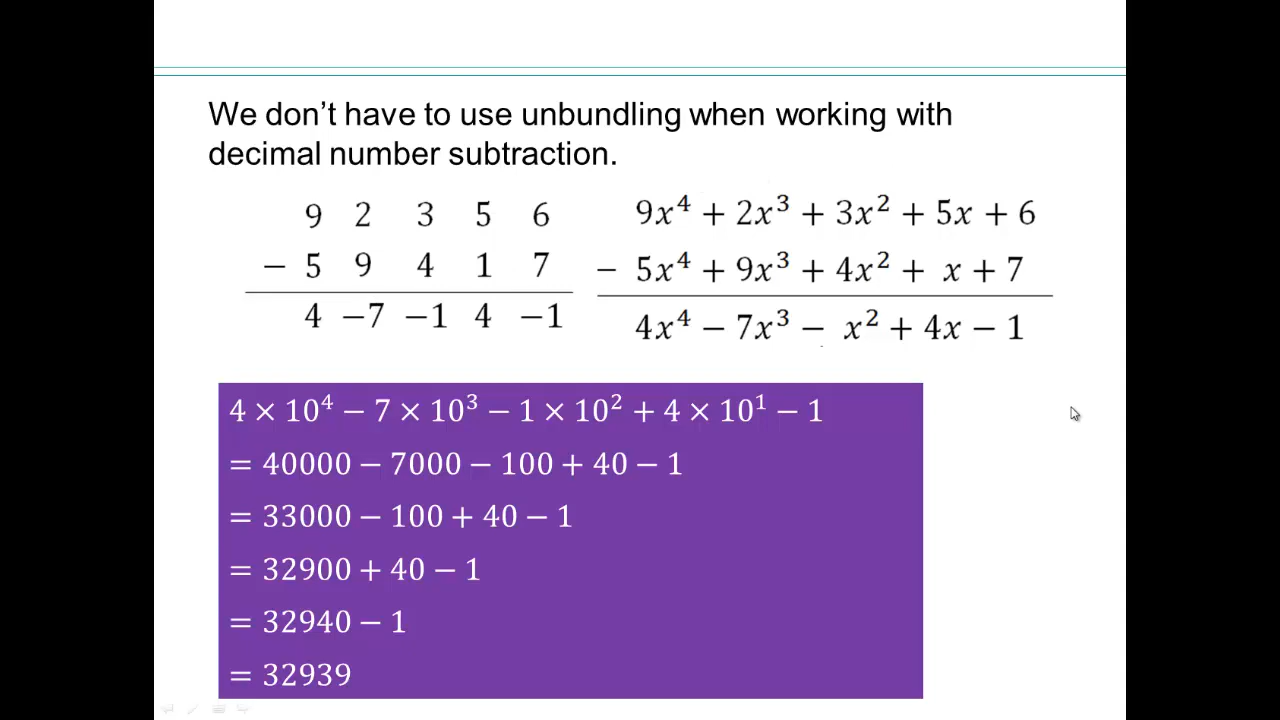 We don't have to use unbundling when working with
decimal number subtraction.
9 2 3 5 6
− 5 9 4 1 7
4 −7 −1 4 −1
9x⁴ + 2x³ + 3x² + 5x + 6
− 5x⁴ + 9x³ + 4x² + x + 7
4x⁴ − 7x³ − x² + 4x − 1
4 × 10⁴ − 7 × 10³ − 1 × 10² + 4 × 10¹ − 1
= 40000 − 7000 − 100 + 40 − 1
= 33000 − 100 + 40 − 1
= 32900 + 40 − 1
= 32940 − 1
= 32939